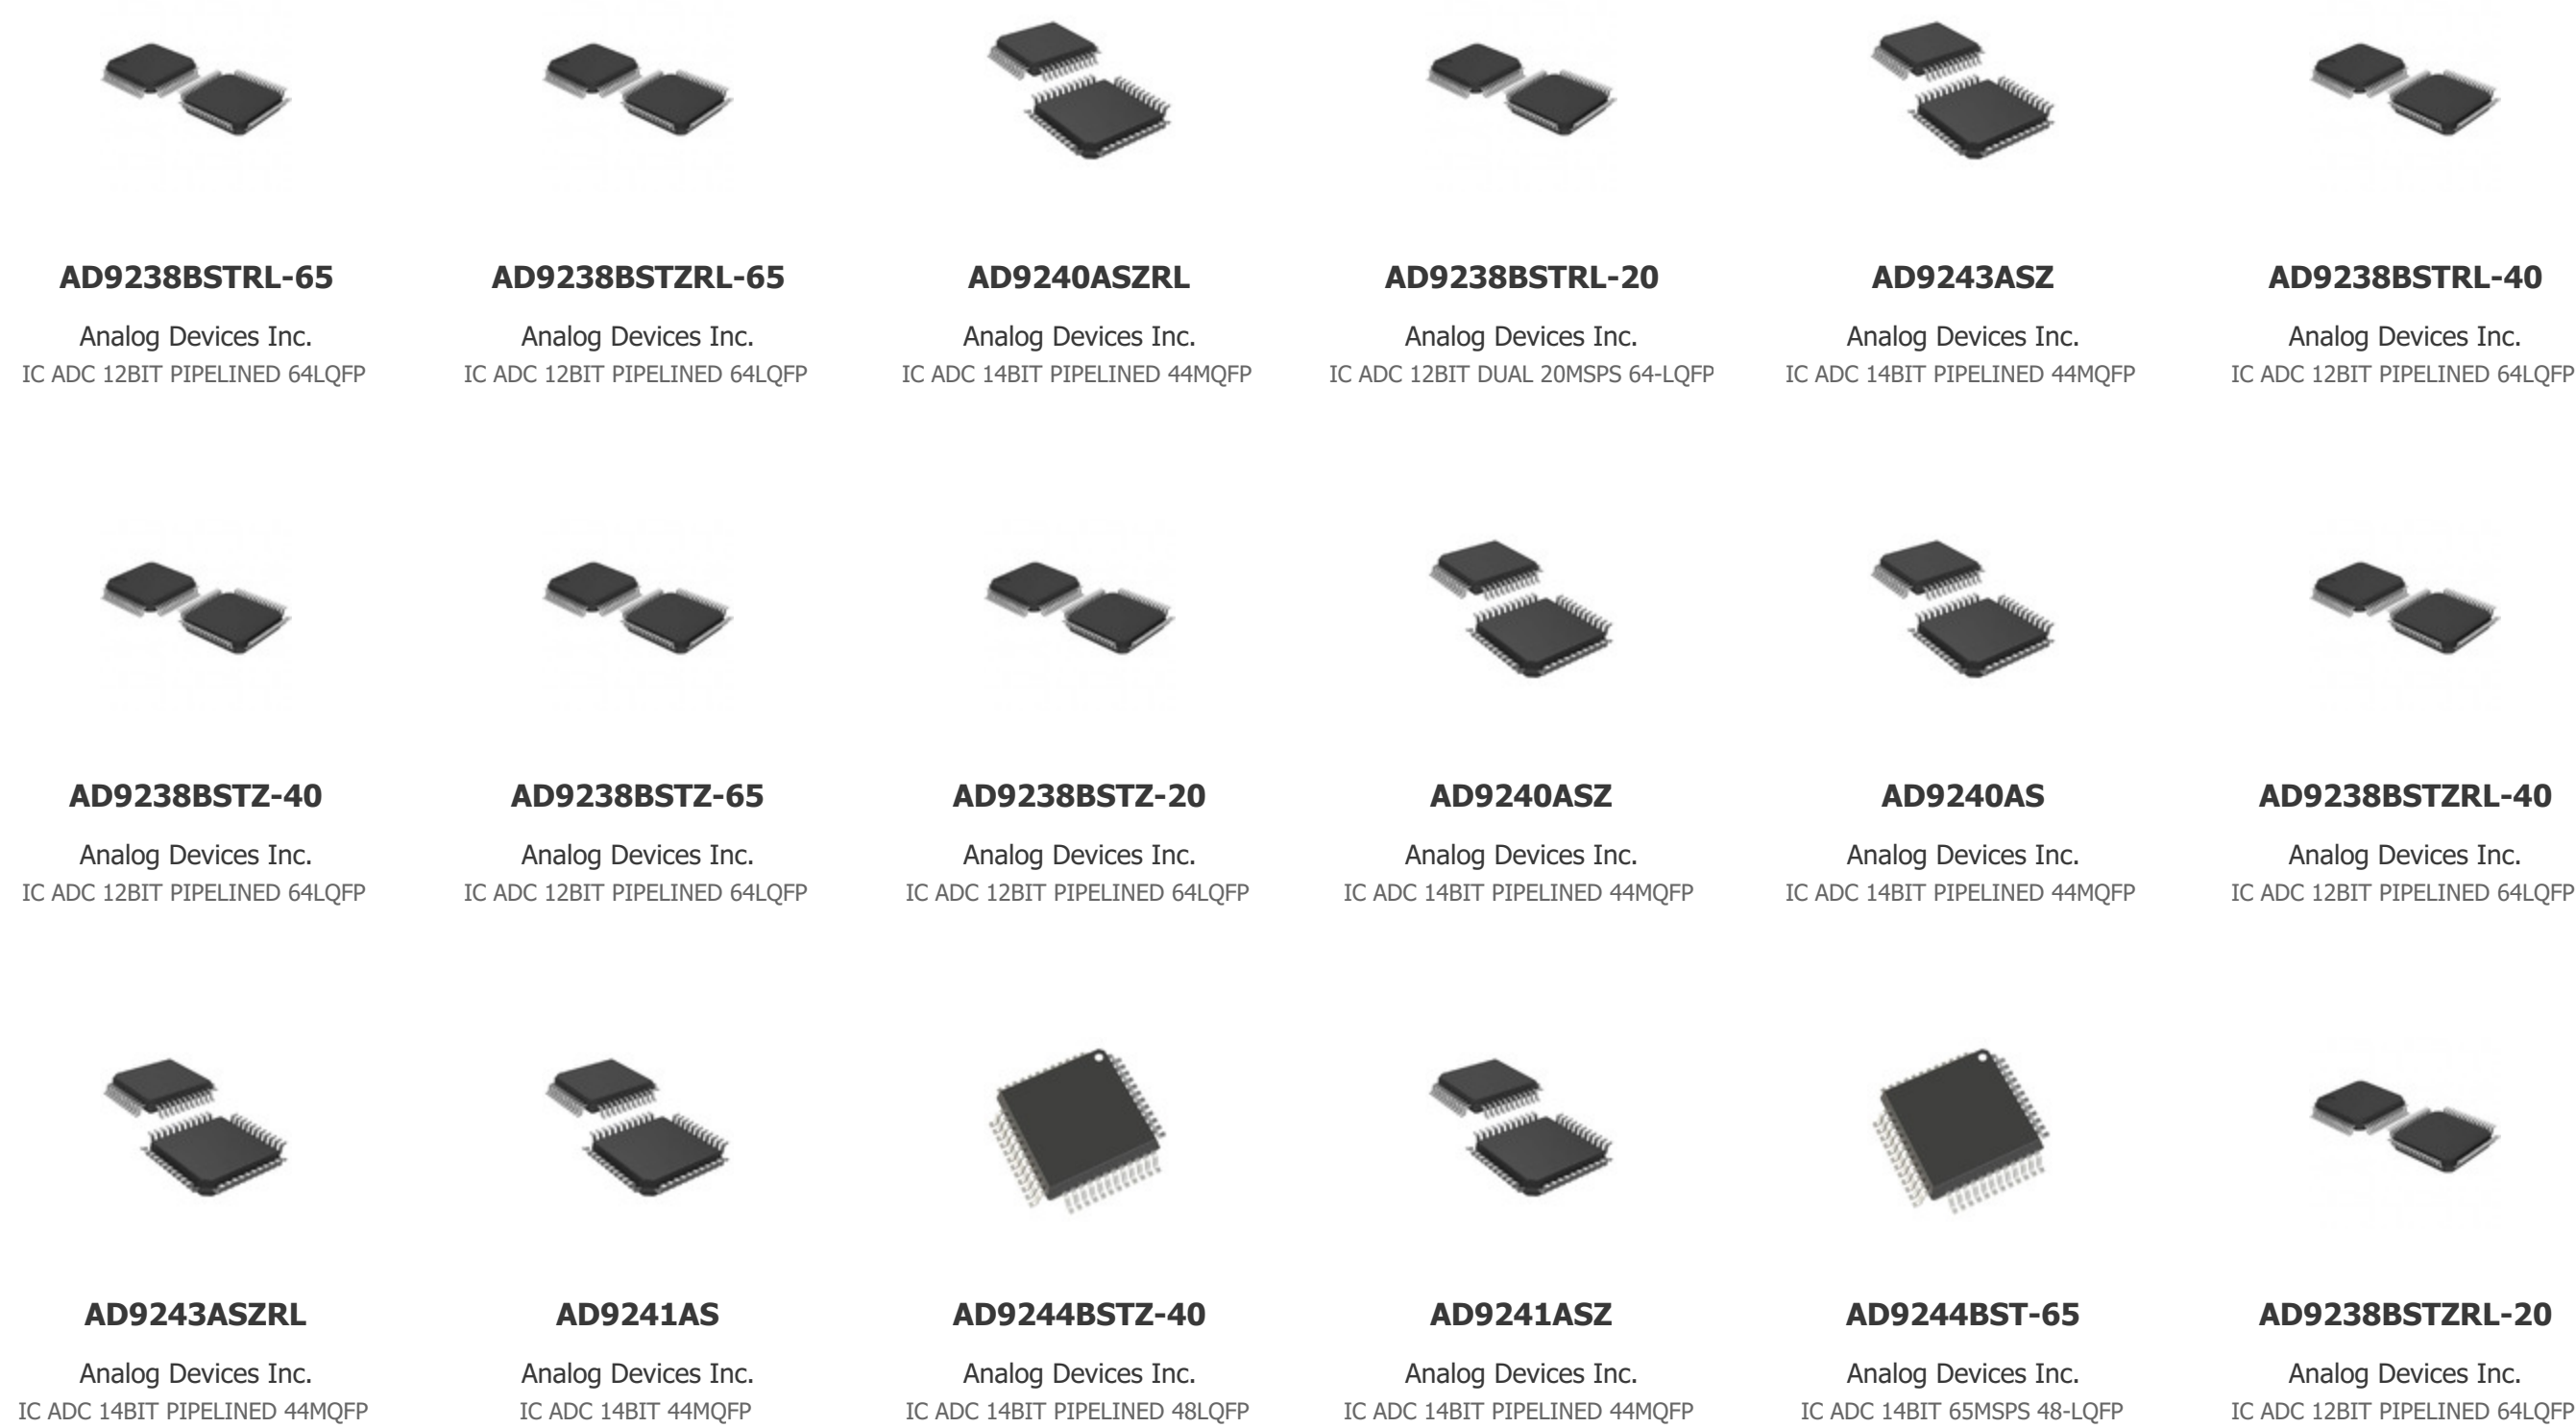 AD9238BSTRL-65
Analog Devices Inc.
IC ADC 12BIT PIPELINED 64LQFP
AD9238BSTZRL-65
Analog Devices Inc.
IC ADC 12BIT PIPELINED 64LQFP
AD9240ASZRL
Analog Devices Inc.
IC ADC 14BIT PIPELINED 44MQFP
AD9238BSTRL-20
Analog Devices Inc.
IC ADC 12BIT DUAL 20MSPS 64-LQFP
AD9243ASZ
Analog Devices Inc.
IC ADC 14BIT PIPELINED 44MQFP
AD9238BSTRL-40
Analog Devices Inc.
IC ADC 12BIT PIPELINED 64LQFP
AD9238BSTZ-40
Analog Devices Inc.
IC ADC 12BIT PIPELINED 64LQFP
AD9238BSTZ-65
Analog Devices Inc.
IC ADC 12BIT PIPELINED 64LQFP
AD9238BSTZ-20
Analog Devices Inc.
IC ADC 12BIT PIPELINED 64LQFP
AD9240ASZ
Analog Devices Inc.
IC ADC 14BIT PIPELINED 44MQFP
AD9240AS
Analog Devices Inc.
IC ADC 14BIT PIPELINED 44MQFP
AD9238BSTZRL-40
Analog Devices Inc.
IC ADC 12BIT PIPELINED 64LQFP
AD9243ASZRL
Analog Devices Inc.
IC ADC 14BIT PIPELINED 44MQFP
AD9241AS
Analog Devices Inc.
IC ADC 14BIT 44MQFP
AD9244BSTZ-40
Analog Devices Inc.
IC ADC 14BIT PIPELINED 48LQFP
AD9241ASZ
Analog Devices Inc.
IC ADC 14BIT PIPELINED 44MQFP
AD9244BST-65
Analog Devices Inc.
IC ADC 14BIT 65MSPS 48-LQFP
AD9238BSTZRL-20
Analog Devices Inc.
IC ADC 12BIT PIPELINED 64LQFP